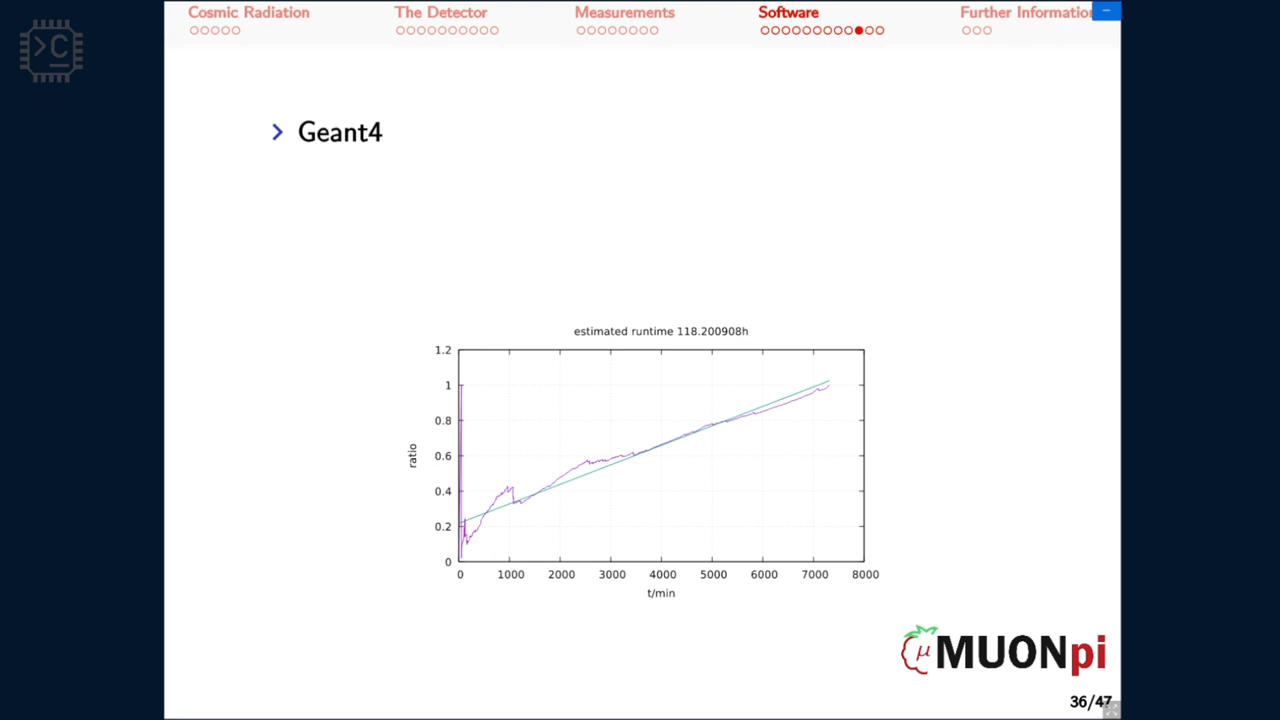 Cosmic Radiation The Detector Measurements Software Further Information
Geant4
estimated runtime 118.200908h
1.2
1
0.8
0.6
0.4
0.2
0
ratio
0 1000 2000 3000 4000 5000 6000 7000 8000
t/min
μ MUONpi
36/47
>C_